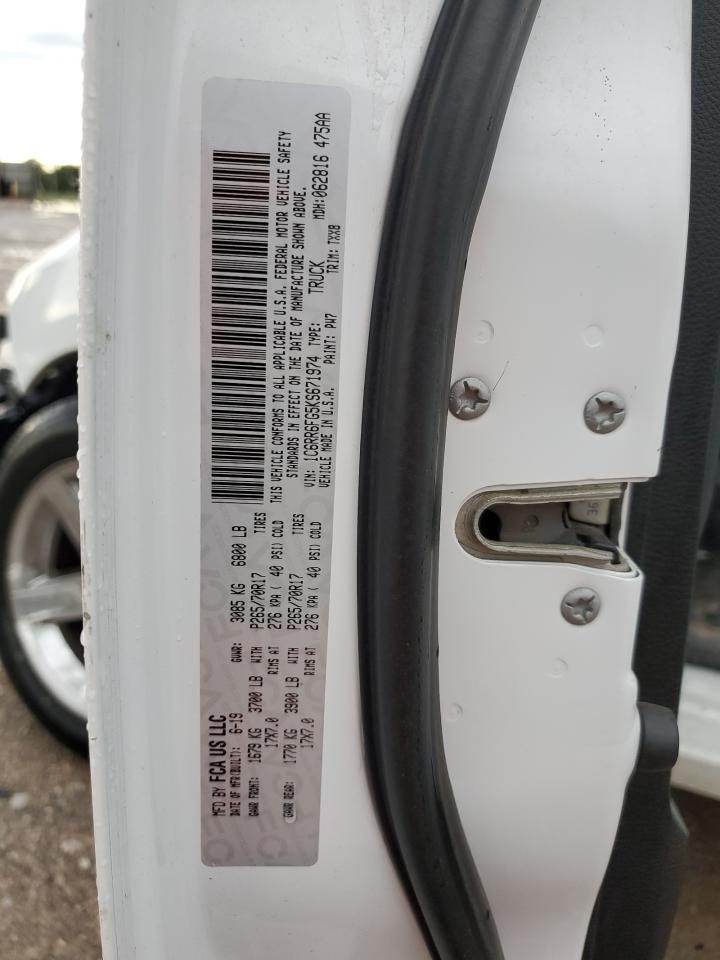 MFD BY FCA US LLC
DATE OF MFR(BUILT): 6-19 GVWR: 3085 KG 6800 LB
GAWR FRONT: 1679 KG 3700 LB WITH P265/70R17 TIRES
17X7.0 RIMS AT 276 KPA ( 40 PSI) COLD
GAWR REAR: 1770 KG 3900 LB WITH P265/70R17 TIRES
17X7.0 RIMS AT 276 KPA ( 40 PSI) COLD
THIS VEHICLE CONFORMS TO ALL APPLICABLE U.S.A. FEDERAL MOTOR VEHICLE SAFETY
STANDARDS IN EFFECT ON THE DATE OF MANUFACTURE SHOWN ABOVE.
VIN: 1C6RR6FG5KS671974 TYPE: TRUCK MDH:062816 475AA
VEHICLE MADE IN U.S.A. PAINT: PW7 TRIM: TXX8
36